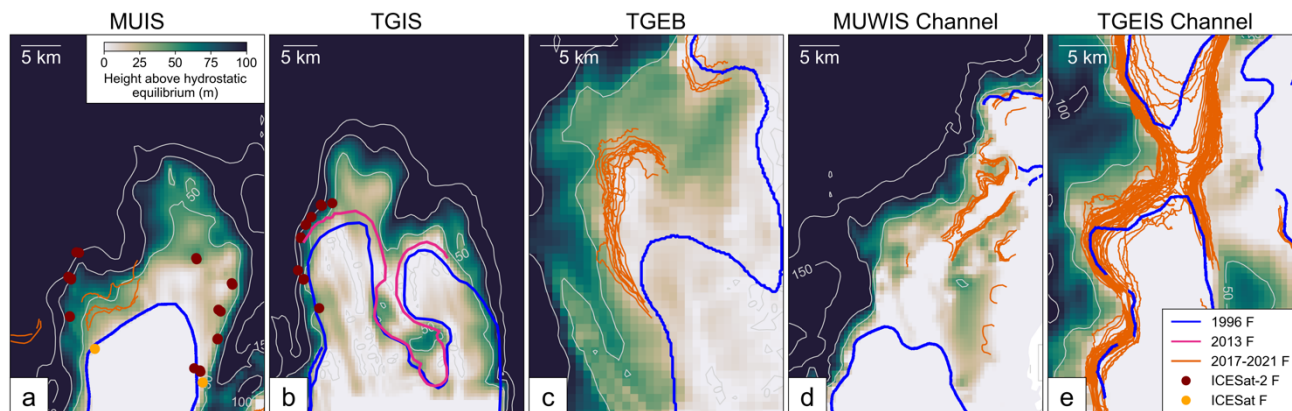 MUIS
TGIS
TGEB
MUWIS Channel
TGEIS Channel
5 km
0 25 50 75 100
Height above hydrostatic
equilibrium (m)
50
100
a
5 km
50
50
b
5 km
c
5 km
150
d
5 km
100
50
1996 F
2013 F
2017-2021 F
ICESat-2 F
ICESat F
e